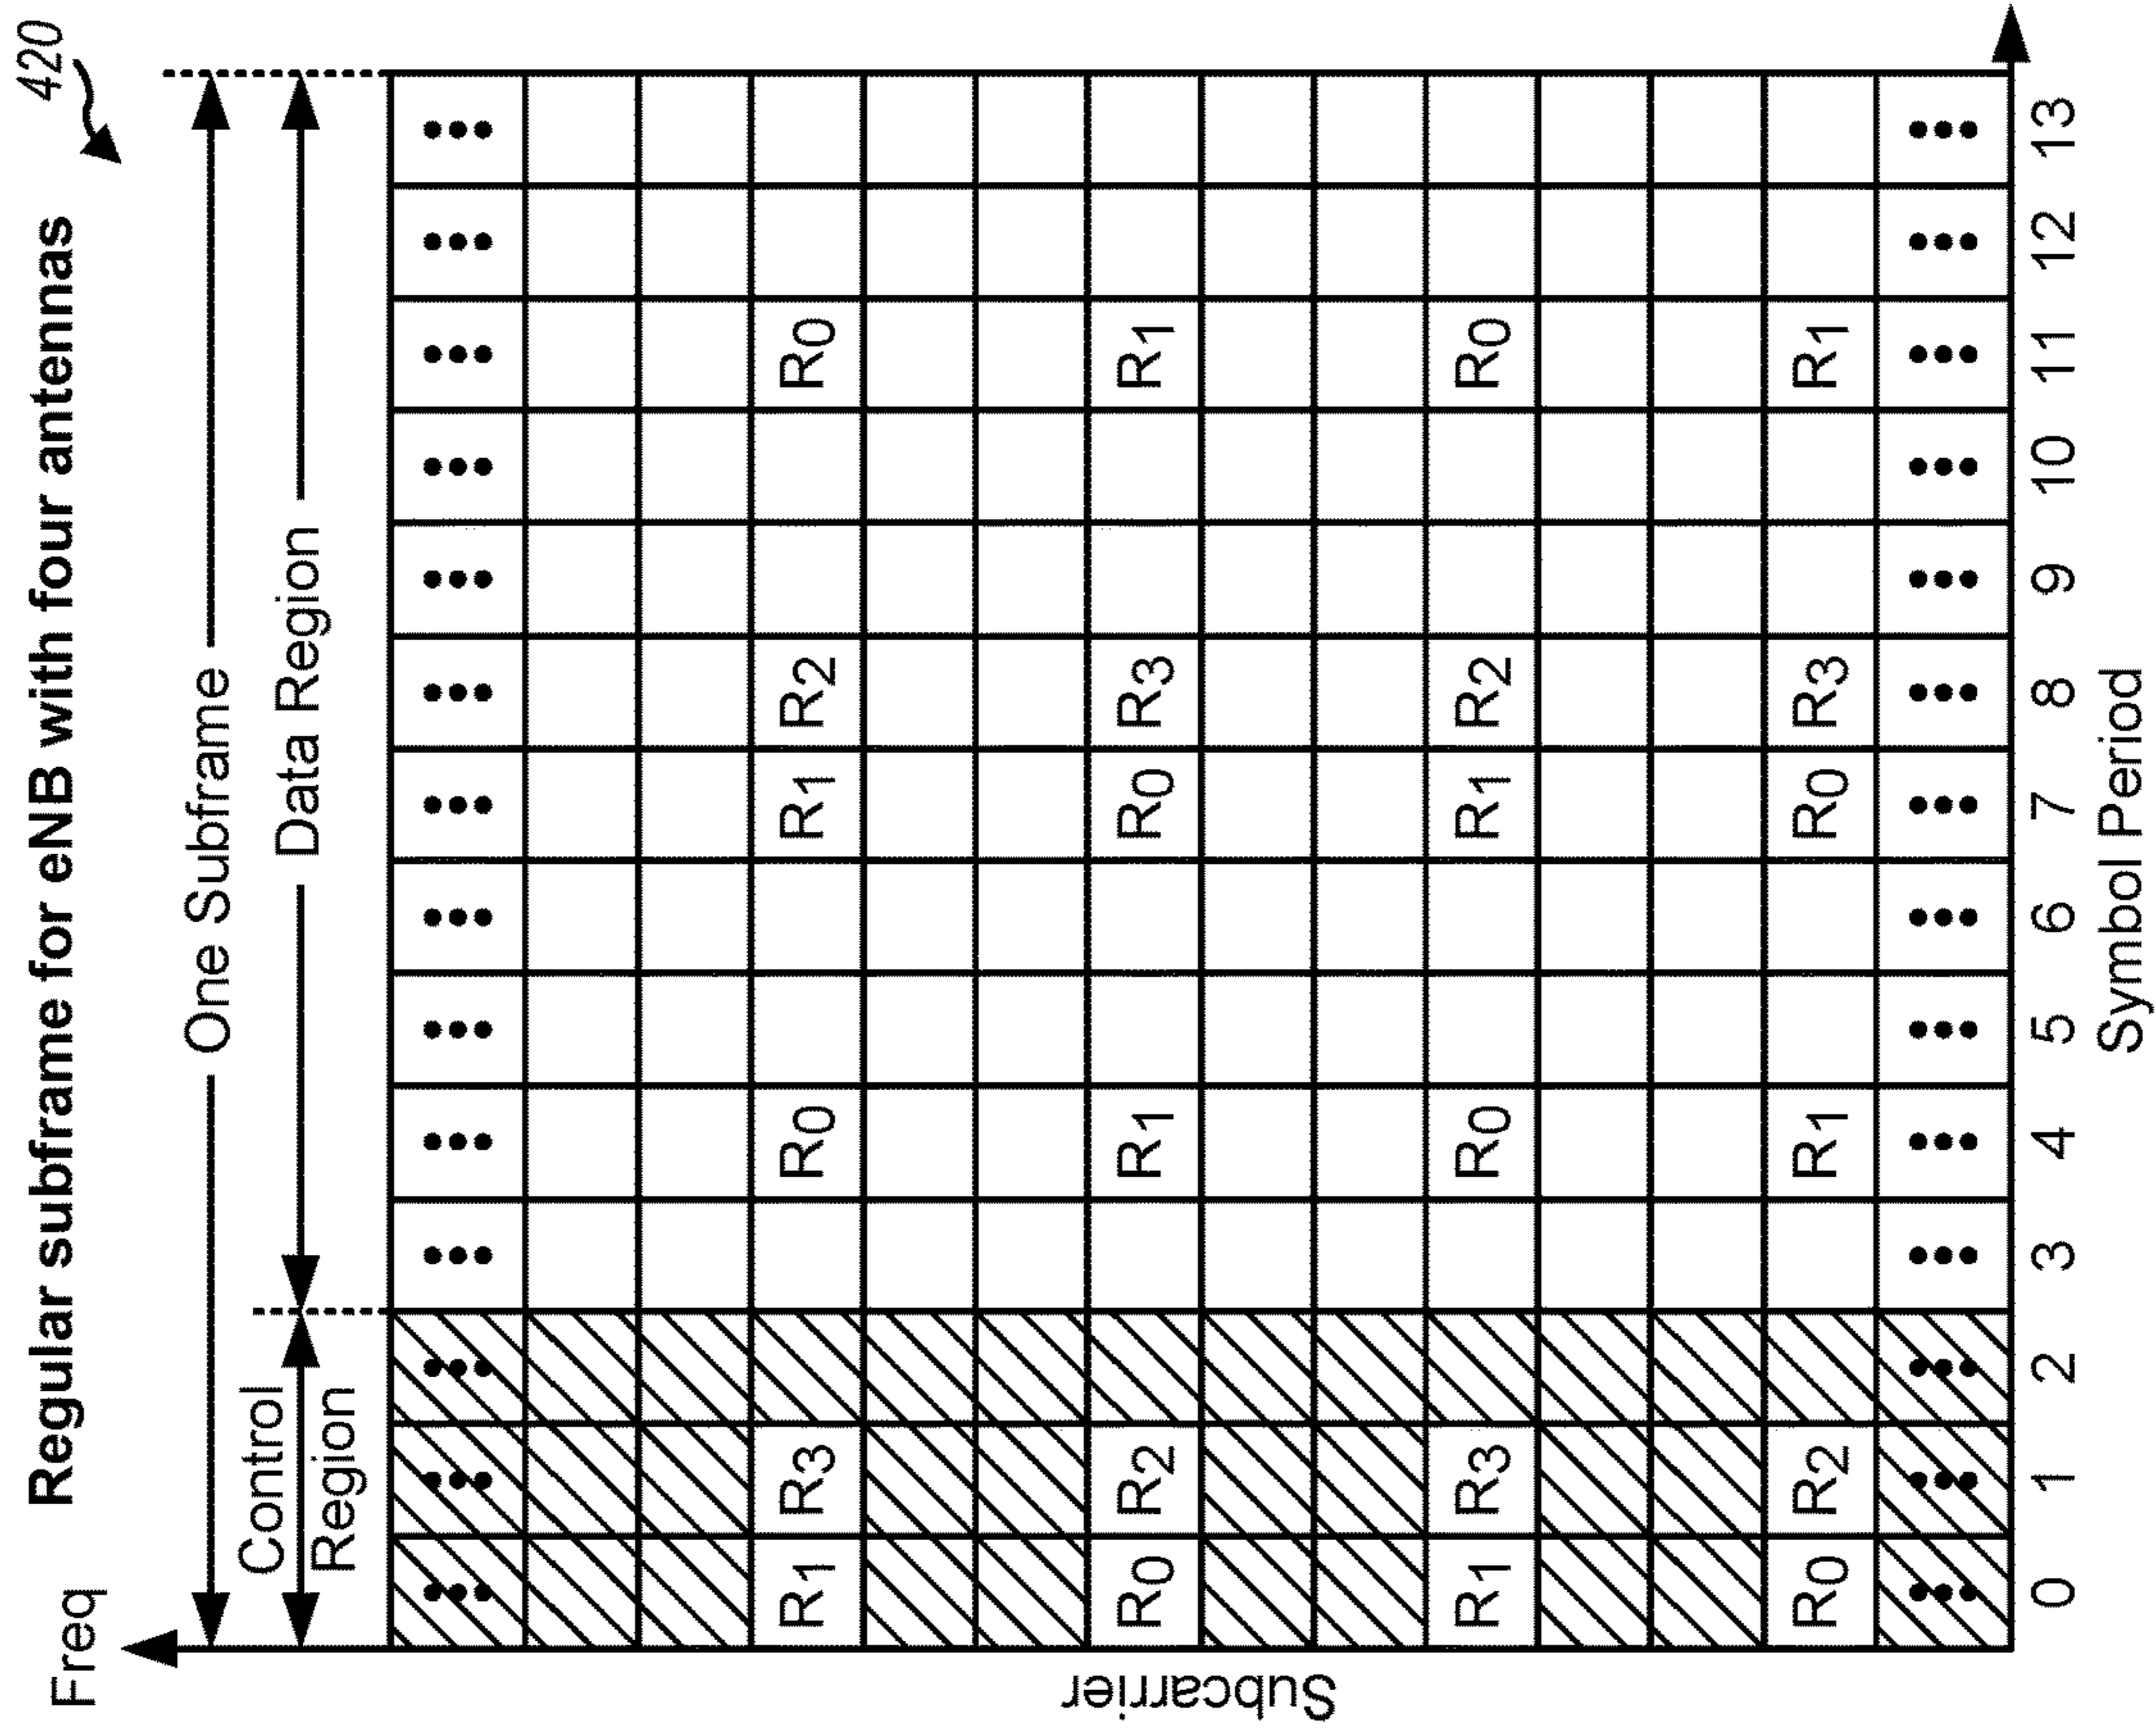 420
Regular subframe for eNB with four antennas
Freq
One Subframe
Control
Region
Data Region
R1 R3 R0 R1 R2 R0
R0 R2 R1 R0 R3 R1
Subcarrier
R1 R3 R0 R1 R2 R0
R0 R2 R1 R0 R3 R1
0 1 2 3 4 5 6 7 8 9 10 11 12 13
Symbol Period